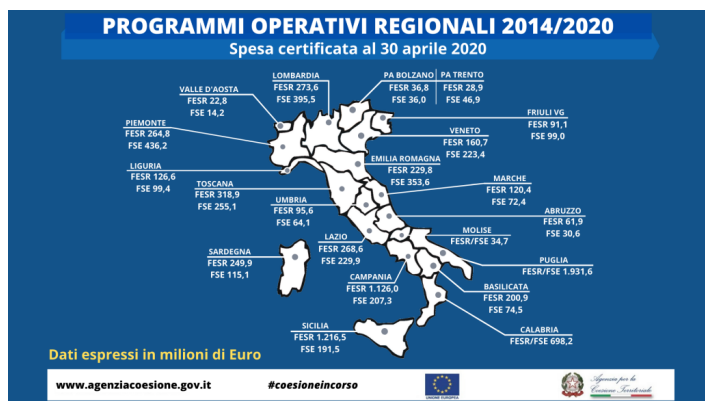 PROGRAMMI OPERATIVI REGIONALI 2014/2020
Spesa certificata al 30 aprile 2020
VALLE D'AOSTA
FESR 22,8
FSE 14,2
LOMBARDIA
FESR 273,6
FSE 395,5
PA BOLZANO
FESR 36,8
FSE 36,0
PA TRENTO
FESR 28,9
FSE 46,9
FRIULI VG
FESR 91,1
FSE 99,0
PIEMONTE
FESR 264,8
FSE 436,2
VENETO
FESR 160,7
FSE 223,4
LIGURIA
FESR 126,6
FSE 99,4
EMILIA ROMAGNA
FESR 229,8
FSE 353,6
TOSCANA
FESR 318,9
FSE 255,1
MARCHE
FESR 120,4
FSE 72,4
UMBRIA
FESR 95,6
FSE 64,1
ABRUZZO
FESR 61,9
FSE 30,6
LAZIO
FESR 268,6
FSE 229,9
MOLISE
FESR/FSE 34,7
SARDEGNA
FESR 249,9
FSE 115,1
PUGLIA
FESR/FSE 1.931,6
CAMPANIA
FESR 1.126,0
FSE 207,3
BASILICATA
FESR 200,9
FSE 74,5
SICILIA
FESR 1.216,5
FSE 191,5
CALABRIA
FESR/FSE 698,2
Dati espressi in milioni di Euro
www.agenziacoesione.gov.it
#coesioneincorso
UNIONE EUROPEA
Agenzia per la
Coesione Territoriale